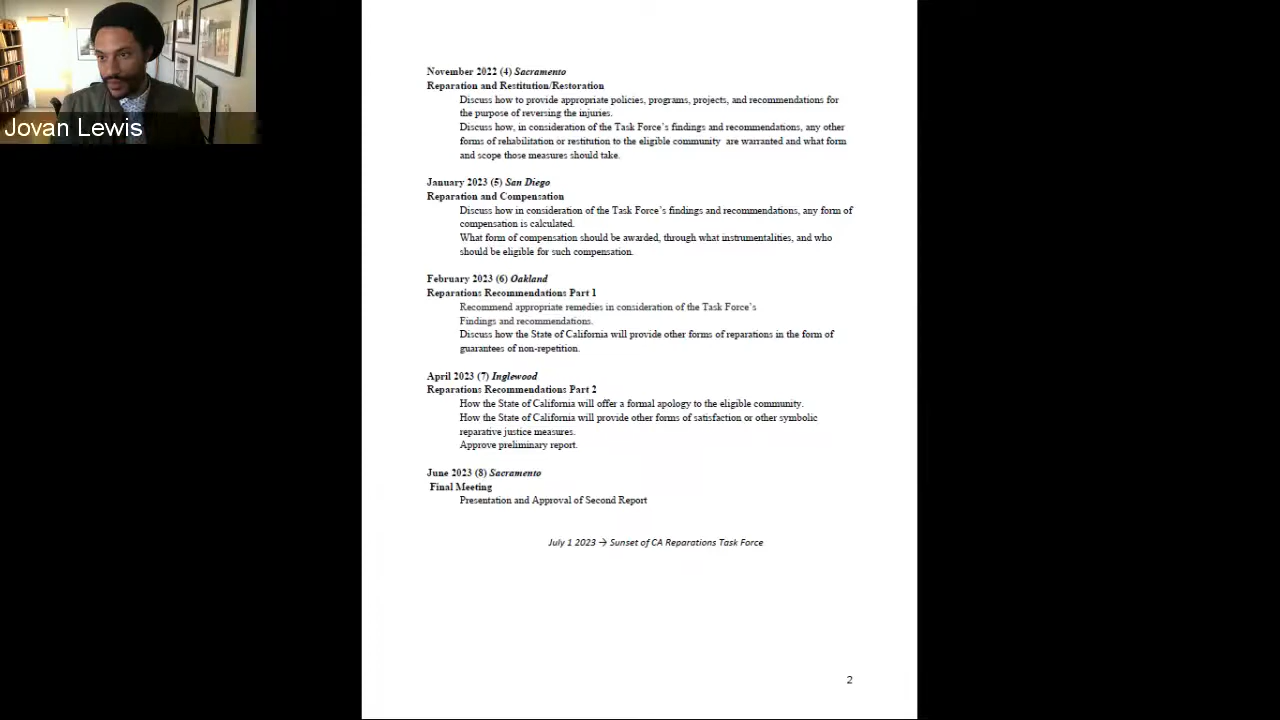 Jovan Lewis
November 2022 (4) Sacramento
Reparation and Restitution/Restoration
Discuss how to provide appropriate policies, programs, projects, and recommendations for
the purpose of reversing the injuries.
Discuss how, in consideration of the Task Force's findings and recommendations, any other
forms of rehabilitation or restitution to the eligible community are warranted and what form
and scope those measures should take.
January 2023 (5) San Diego
Reparation and Compensation
Discuss how in consideration of the Task Force's findings and recommendations, any form of
compensation is calculated.
What form of compensation should be awarded, through what instrumentalities, and who
should be eligible for such compensation.
February 2023 (6) Oakland
Reparations Recommendations Part 1
Recommend appropriate remedies in consideration of the Task Force's
Findings and recommendations.
Discuss how the State of California will provide other forms of reparations in the form of
guarantees of non-repetition.
April 2023 (7) Inglewood
Reparations Recommendations Part 2
How the State of California will offer a formal apology to the eligible community.
How the State of California will provide other forms of satisfaction or other symbolic
reparative justice measures.
Approve preliminary report.
June 2023 (8) Sacramento
Final Meeting
Presentation and Approval of Second Report
July 1 2023 → Sunset of CA Reparations Task Force
2